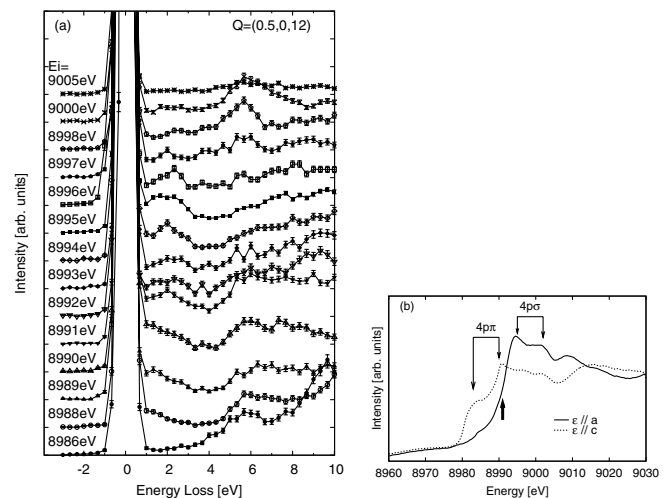 (a)
Q=(0.5,0,12)
Ei=
9005eV
9000eV
8998eV
8997eV
8996eV
8995eV
8994eV
8993eV
8992eV
8991eV
8990eV
8989eV
8988eV
8986eV
Intensity [arb. units]
-2 0 2 4 6 8 10
Energy Loss [eV]
(b)
4pσ
4pπ
ε // a
ε // c
Intensity [arb. units]
8960 8970 8980 8990 9000 9010 9020 9030
Energy [eV]